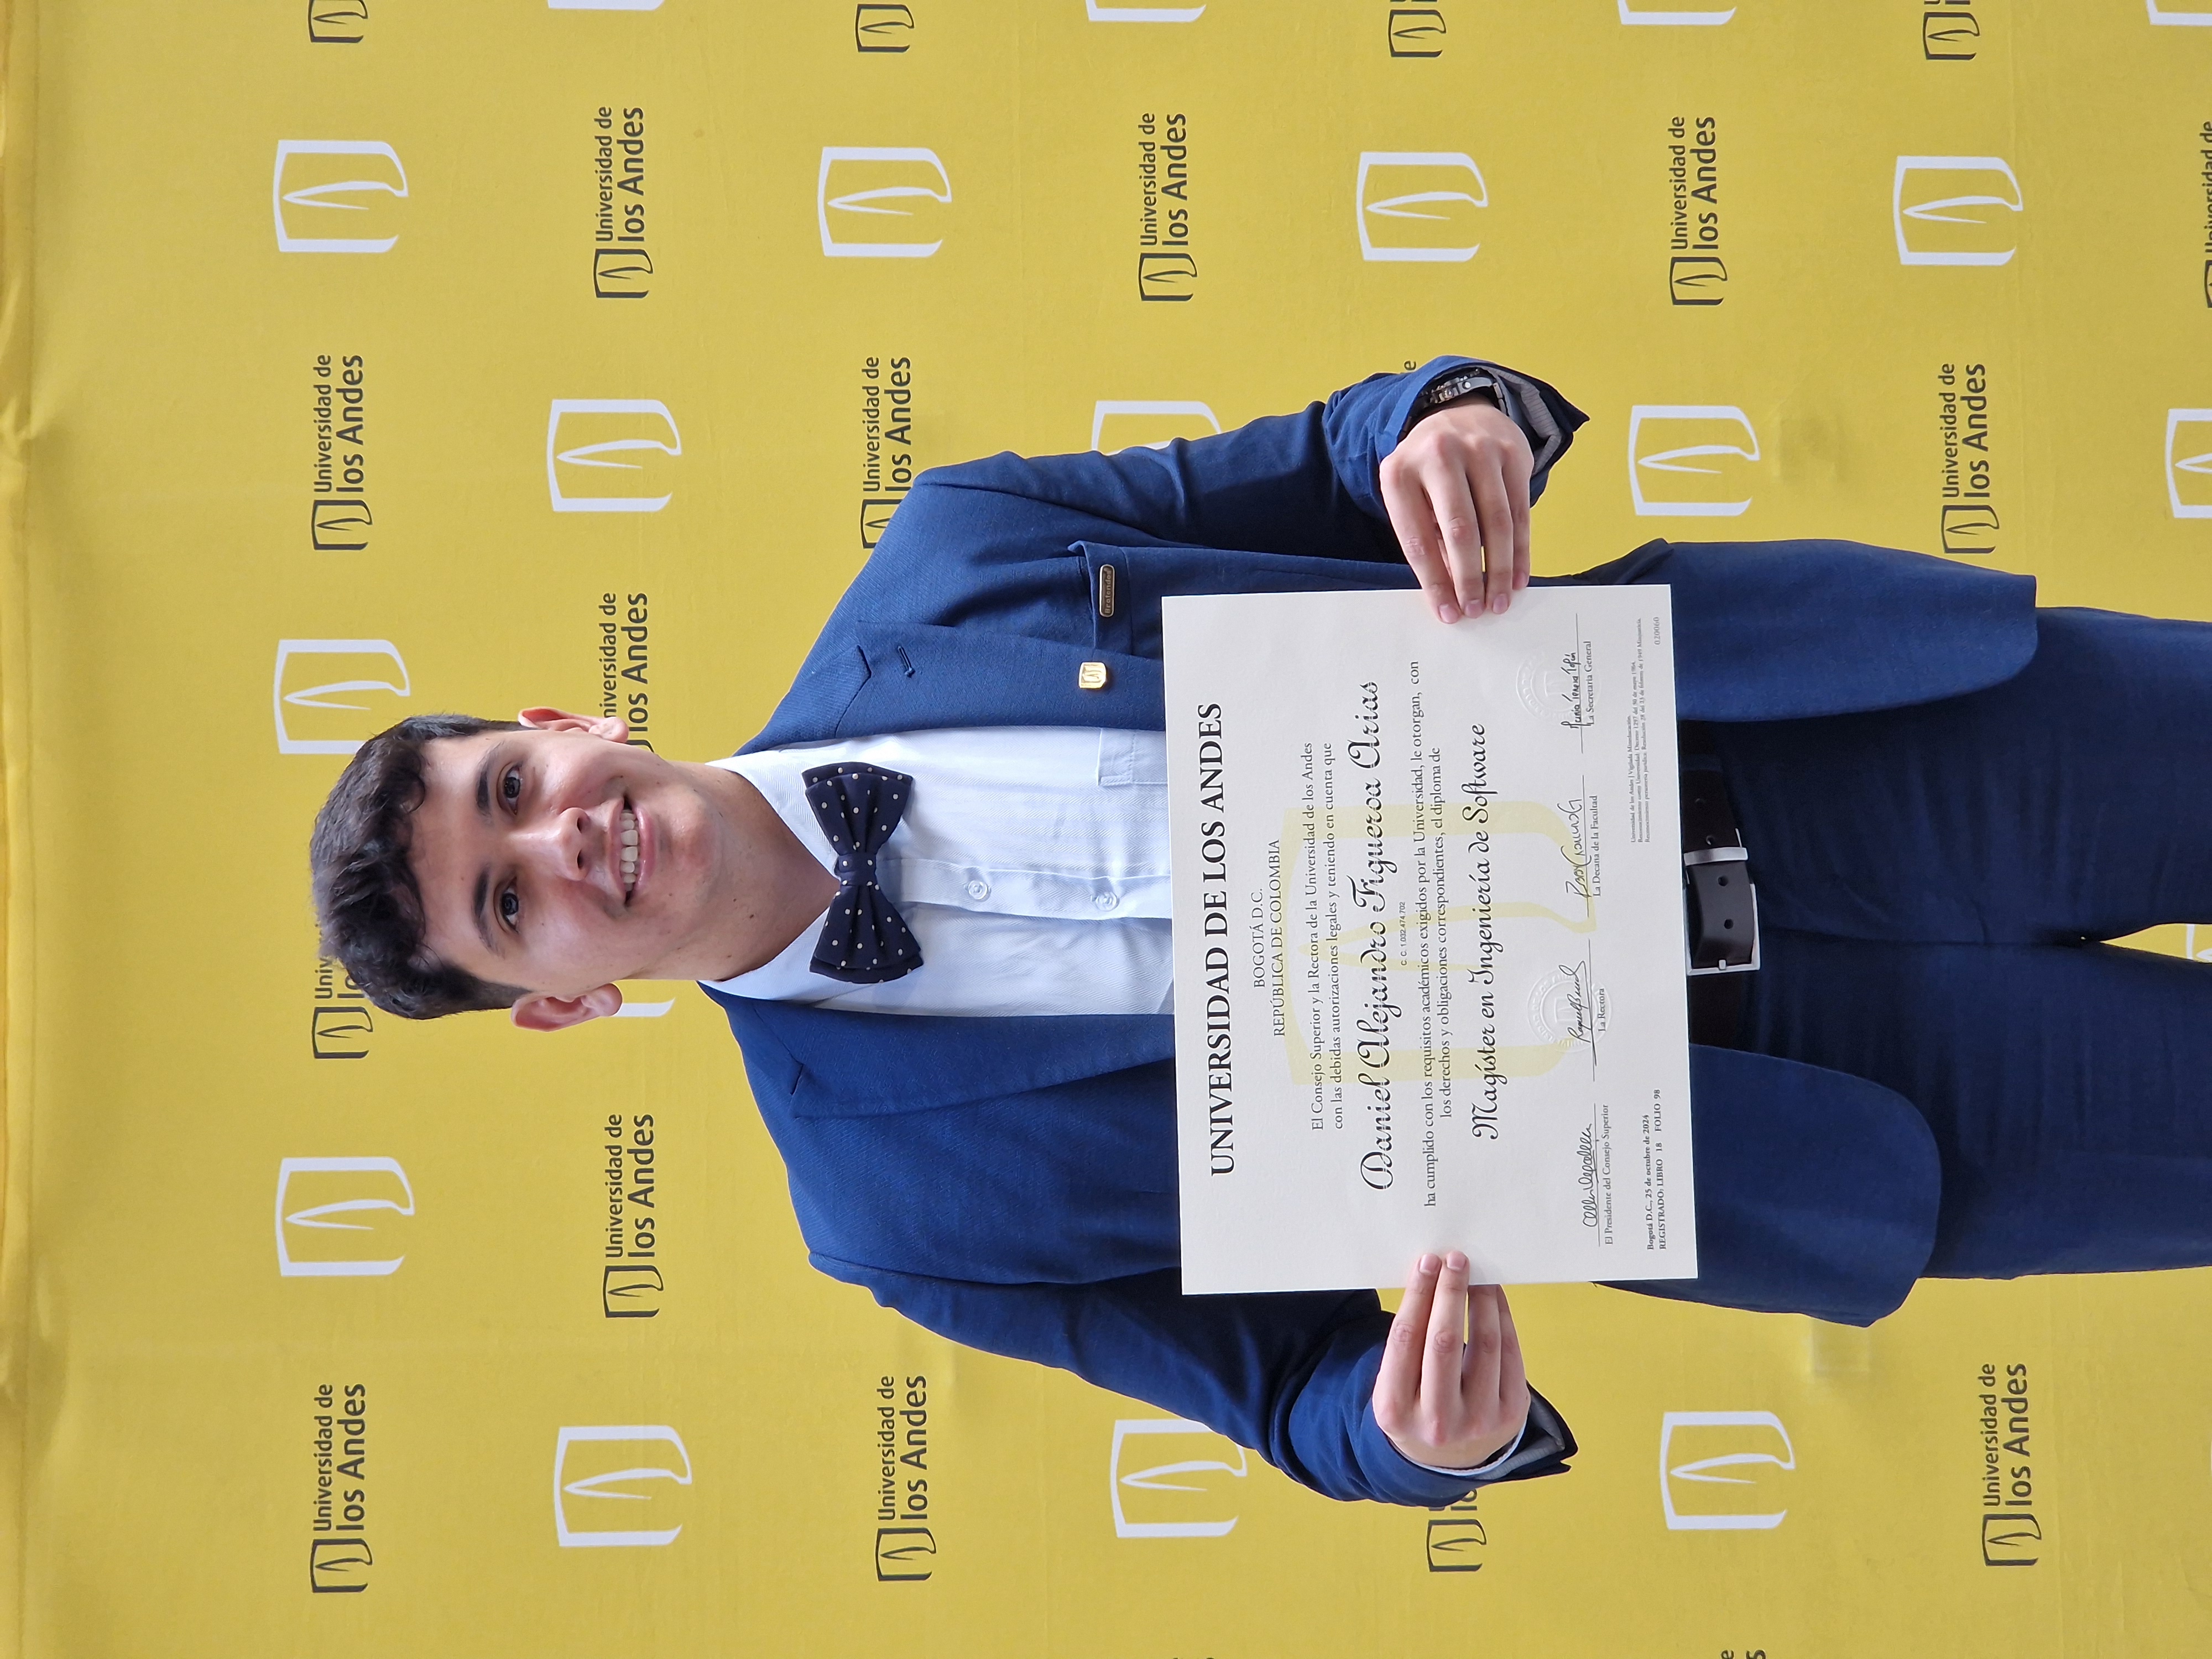 Universidad de
los Andes
Universidad de
los Andes
Universidad de
los Andes
niversidad de
los Andes
Universidad de
los Andes
Universidad de
los Andes
Universidad de
los Andes
Universidad de
los Andes
UNIVERSIDAD DE LOS ANDES
BOGOTÁ D.C.
REPÚBLICA DE COLOMBIA
El Consejo Superior y la Rectora de la Universidad de los Andes
con las debidas autorizaciones legales y teniendo en cuenta que
Daniel Alejandro Figueroa Arias
C. C. 1.032.474.702
ha cumplido con los requisitos académicos exigidos por la Universidad, le otorgan, con
los derechos y obligaciones correspondientes, el diploma de
Magíster en Ingeniería de Software
El Presidente del Consejo Superior
La Rectora
La Decana de la Facultad
La Secretaria General
Bogotá D.C., 25 de octubre de 2024
REGISTRADO: LIBRO 18 FOLIO 98
Universidad de los Andes | Vigilada Mineducación.
Reconocimiento como Universidad: Decreto 1297 del 30 de mayo 1964.
Reconocimiento personería jurídica: Resolución 28 del 23 de febrero de 1949 Minjusticia.
020060
Universidad de
los Andes
Universidad de
los Andes
Universidad de
los Andes
Universidad de